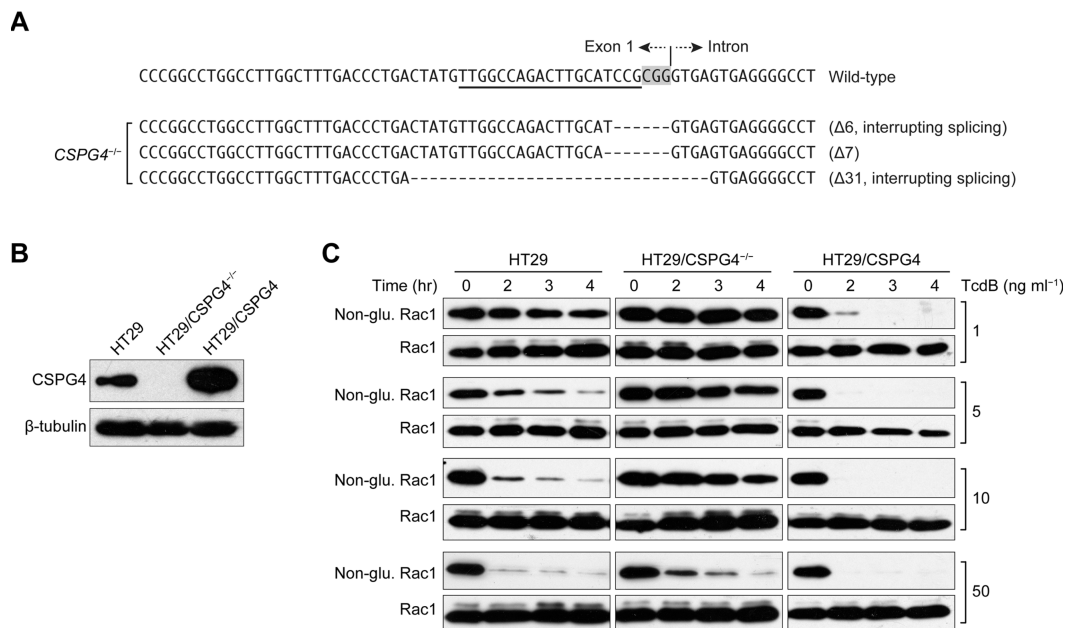 A
Exon 1 Intron
CCCGGCCTGGCCTTGGCTTTGACCCTGACTATGTTGGCCAGACTTGCATCCGCGGGTGAGTGAGGGGCCT Wild-type
CCCGGCCTGGCCTTGGCTTTGACCCTGACTATGTTGGCCAGACTTGCAT------GTGAGTGAGGGGCCT (Δ6, interrupting splicing)
CSPG4⁻/⁻ CCCGGCCTGGCCTTGGCTTTGACCCTGACTATGTTGGCCAGACTTGCA-------GTGAGTGAGGGGCCT (Δ7)
CCCGGCCTGGCCTTGGCTTTGACCCTGA-------------------------------GTGAGGGGCCT (Δ31, interrupting splicing)
B
HT29 HT29/CSPG4⁻/⁻ HT29/CSPG4
CSPG4
β-tubulin
C
HT29 HT29/CSPG4⁻/⁻ HT29/CSPG4
Time (hr) 0 2 3 4 0 2 3 4 0 2 3 4 TcdB (ng ml⁻¹)
Non-glu. Rac1
Rac1
1
Non-glu. Rac1
Rac1
5
Non-glu. Rac1
Rac1
10
Non-glu. Rac1
Rac1
50